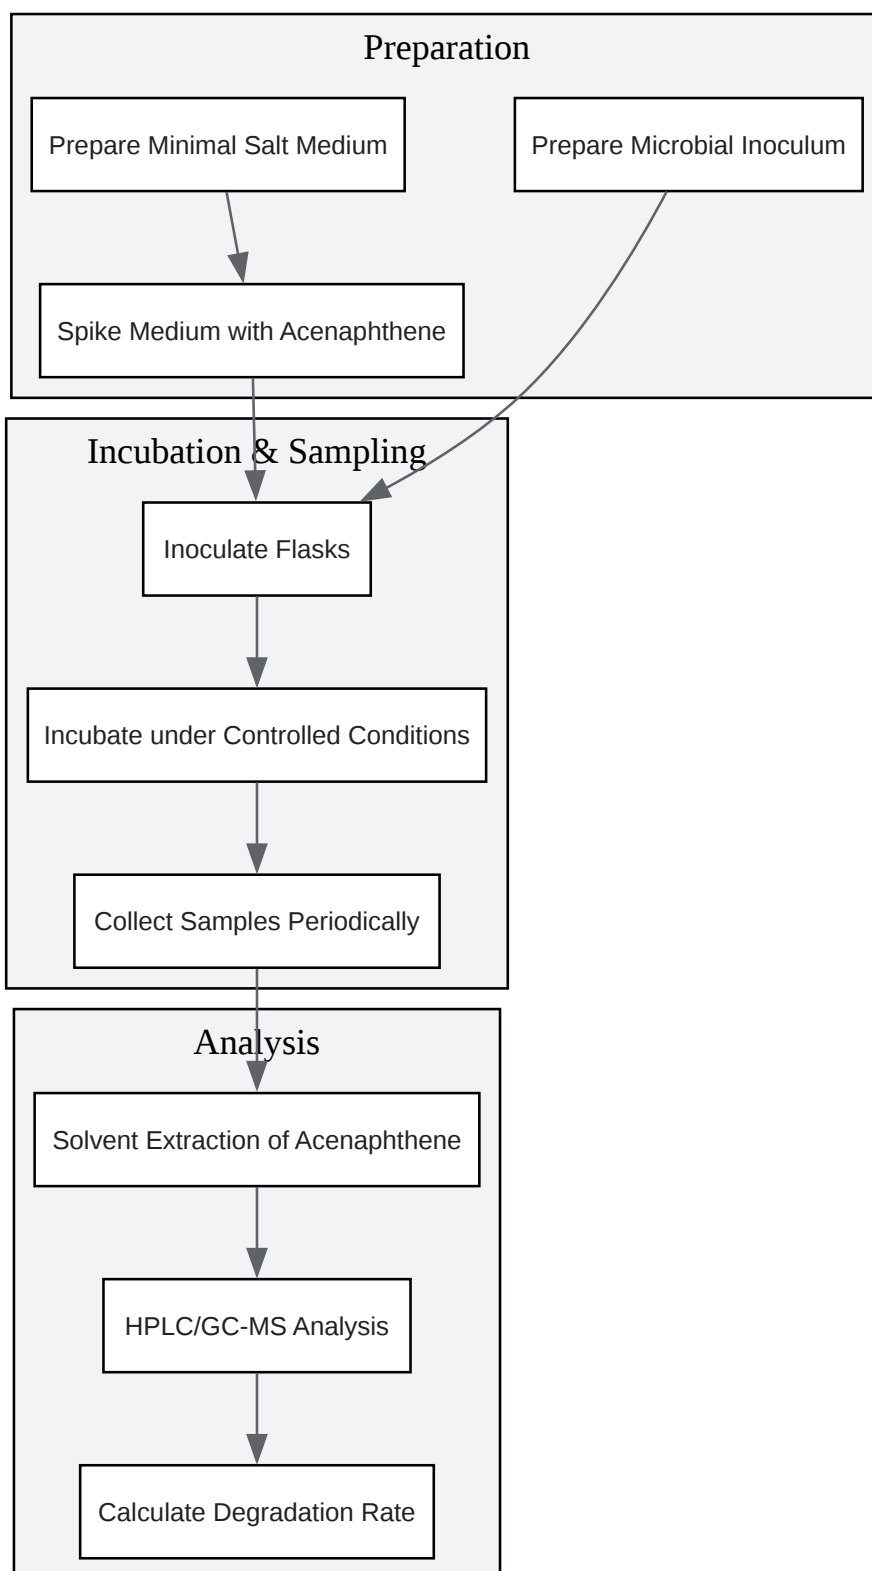 Preparation
Prepare Minimal Salt Medium
Prepare Microbial Inoculum
Spike Medium with Acenaphthene
Incubation & Sampling
Inoculate Flasks
Incubate under Controlled Conditions
Collect Samples Periodically
Analysis
Solvent Extraction of Acenaphthene
HPLC/GC-MS Analysis
Calculate Degradation Rate